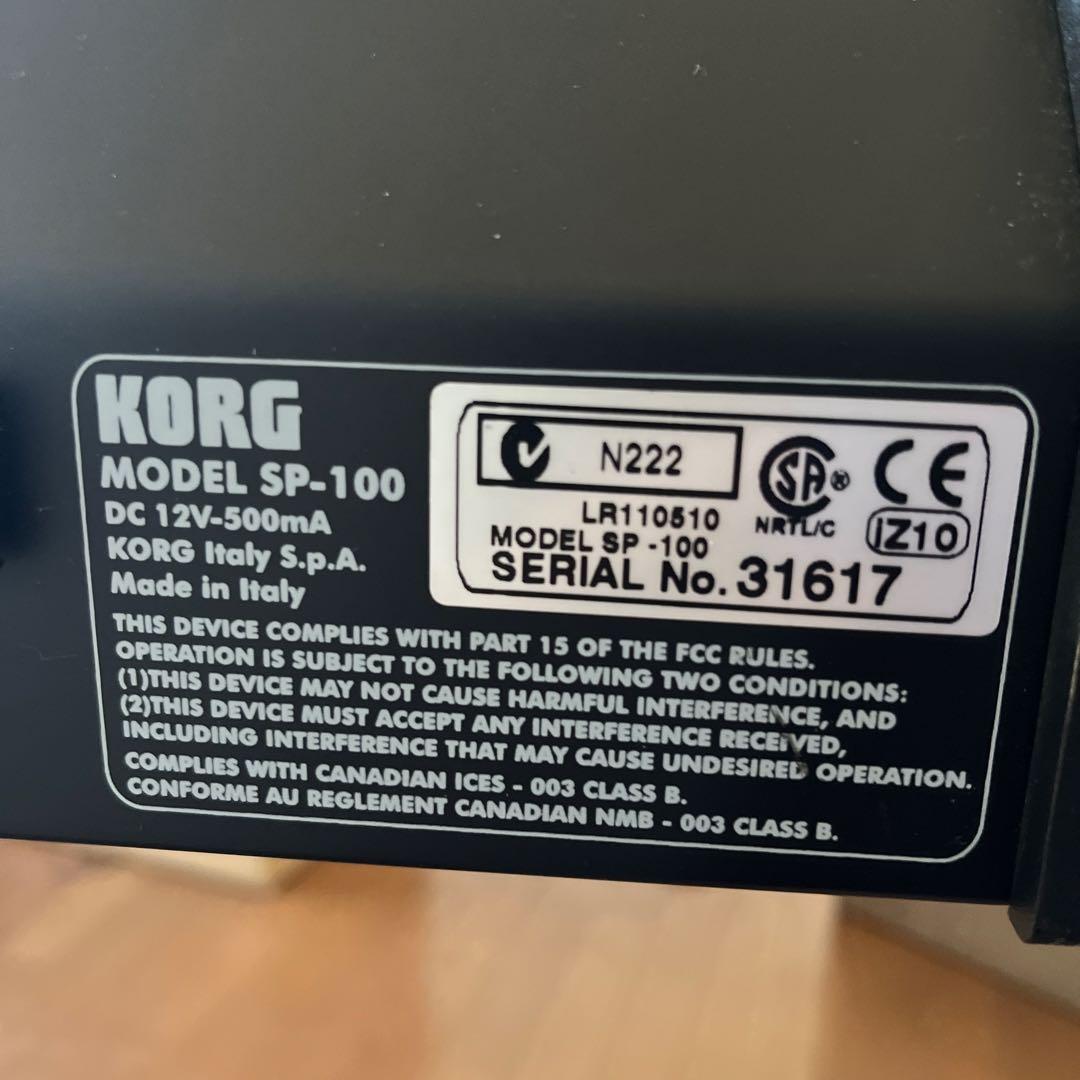 KORG
MODEL SP-100
DC 12V-500mA
KORG Italy S.p.A.
Made in Italy
N222
LR110510
MODEL SP -100
SERIAL No. 31617
SA ®
NRTL/C
CE
IZ10
THIS DEVICE COMPLIES WITH PART 15 OF THE FCC RULES.
OPERATION IS SUBJECT TO THE FOLLOWING TWO CONDITIONS:
(1)THIS DEVICE MAY NOT CAUSE HARMFUL INTERFERENCE, AND
(2)THIS DEVICE MUST ACCEPT ANY INTERFERENCE RECEIVED,
INCLUDING INTERFERENCE THAT MAY CAUSE UNDESIRED OPERATION.
COMPLIES WITH CANADIAN ICES - 003 CLASS B.
CONFORME AU REGLEMENT CANADIAN NMB - 003 CLASS B.